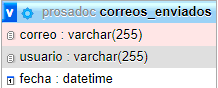 v prosadoc correos_enviados
correo : varchar(255)
usuario : varchar(255)
fecha : datetime